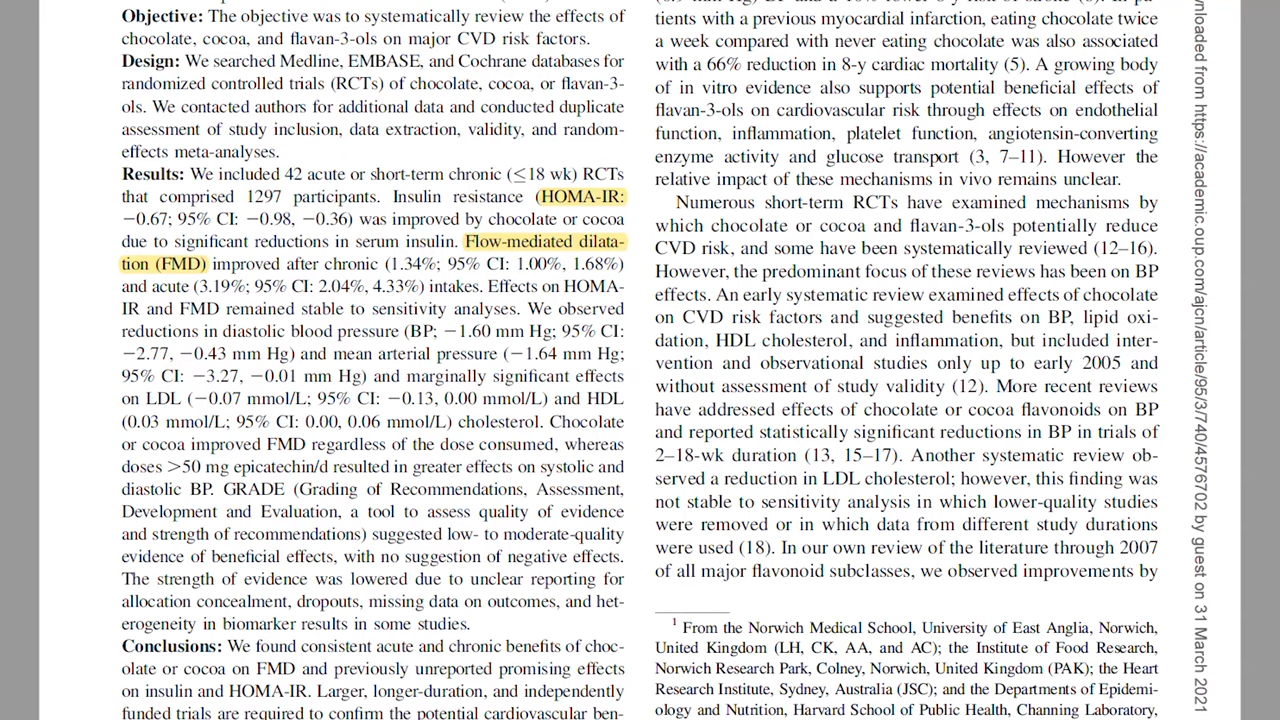 Objective: The objective was to systematically review the effects of
chocolate, cocoa, and flavan-3-ols on major CVD risk factors.
Design: We searched Medline, EMBASE, and Cochrane databases for
randomized controlled trials (RCTs) of chocolate, cocoa, or flavan-3-
ols. We contacted authors for additional data and conducted duplicate
assessment of study inclusion, data extraction, validity, and random-
effects meta-analyses.
Results: We included 42 acute or short-term chronic (≤18 wk) RCTs
that comprised 1297 participants. Insulin resistance (HOMA-IR:
−0.67; 95% CI: −0.98, −0.36) was improved by chocolate or cocoa
due to significant reductions in serum insulin. Flow-mediated dilata-
tion (FMD) improved after chronic (1.34%; 95% CI: 1.00%, 1.68%)
and acute (3.19%; 95% CI: 2.04%, 4.33%) intakes. Effects on HOMA-
IR and FMD remained stable to sensitivity analyses. We observed
reductions in diastolic blood pressure (BP; −1.60 mm Hg; 95% CI:
−2.77, −0.43 mm Hg) and mean arterial pressure (−1.64 mm Hg;
95% CI: −3.27, −0.01 mm Hg) and marginally significant effects
on LDL (−0.07 mmol/L; 95% CI: −0.13, 0.00 mmol/L) and HDL
(0.03 mmol/L; 95% CI: 0.00, 0.06 mmol/L) cholesterol. Chocolate
or cocoa improved FMD regardless of the dose consumed, whereas
doses >50 mg epicatechin/d resulted in greater effects on systolic and
diastolic BP. GRADE (Grading of Recommendations, Assessment,
Development and Evaluation, a tool to assess quality of evidence
and strength of recommendations) suggested low- to moderate-quality
evidence of beneficial effects, with no suggestion of negative effects.
The strength of evidence was lowered due to unclear reporting for
allocation concealment, dropouts, missing data on outcomes, and het-
erogeneity in biomarker results in some studies.
Conclusions: We found consistent acute and chronic benefits of choc-
olate or cocoa on FMD and previously unreported promising effects
on insulin and HOMA-IR. Larger, longer-duration, and independently
funded trials are required to confirm the potential cardiovascular ben-
tients with a previous myocardial infarction, eating chocolate twice
a week compared with never eating chocolate was also associated
with a 66% reduction in 8-y cardiac mortality (5). A growing body
of in vitro evidence also supports potential beneficial effects of
flavan-3-ols on cardiovascular risk through effects on endothelial
function, inflammation, platelet function, angiotensin-converting
enzyme activity and glucose transport (3, 7–11). However the
relative impact of these mechanisms in vivo remains unclear.
Numerous short-term RCTs have examined mechanisms by
which chocolate or cocoa and flavan-3-ols potentially reduce
CVD risk, and some have been systematically reviewed (12–16).
However, the predominant focus of these reviews has been on BP
effects. An early systematic review examined effects of chocolate
on CVD risk factors and suggested benefits on BP, lipid oxi-
dation, HDL cholesterol, and inflammation, but included inter-
vention and observational studies only up to early 2005 and
without assessment of study validity (12). More recent reviews
have addressed effects of chocolate or cocoa flavonoids on BP
and reported statistically significant reductions in BP in trials of
2–18-wk duration (13, 15–17). Another systematic review ob-
served a reduction in LDL cholesterol; however, this finding was
not stable to sensitivity analysis in which lower-quality studies
were removed or in which data from different study durations
were used (18). In our own review of the literature through 2007
of all major flavonoid subclasses, we observed improvements by
1 From the Norwich Medical School, University of East Anglia, Norwich,
United Kingdom (LH, CK, AA, and AC); the Institute of Food Research,
Norwich Research Park, Colney, Norwich, United Kingdom (PAK); the Heart
Research Institute, Sydney, Australia (JSC); and the Departments of Epidemi-
ology and Nutrition, Harvard School of Public Health, Channing Laboratory,
nloaded from https://academic.oup.com/ajcn/article/95/3/740/4576702 by guest on 31 March 2021